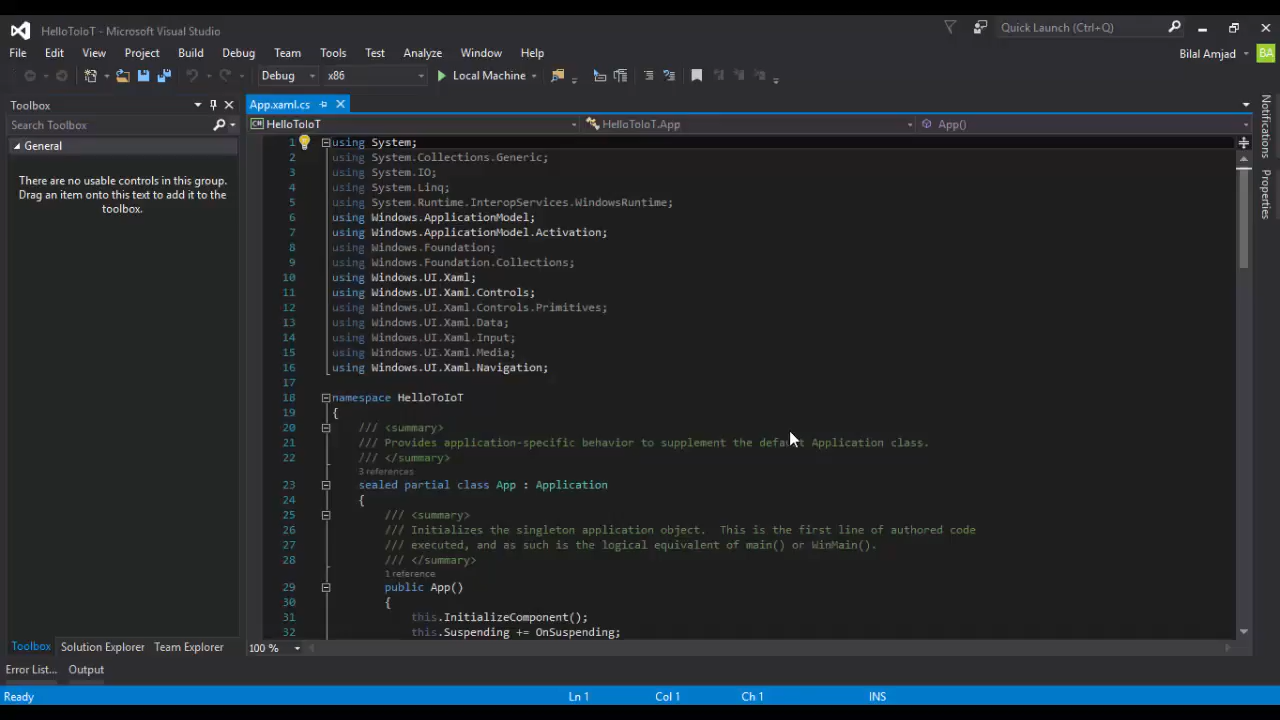 HelloToIoT - Microsoft Visual Studio
Quick Launch (Ctrl+Q)
File Edit View Project Build Debug Team Tools Test Analyze Window Help
Bilal Amjad BA
Debug x86 Local Machine
Toolbox
Search Toolbox
General
There are no usable controls in this group.
Drag an item onto this text to add it to the
toolbox.
App.xaml.cs
HelloToIoT HelloToIoT.App App()
1 using System;
2 using System.Collections.Generic;
3 using System.IO;
4 using System.Linq;
5 using System.Runtime.InteropServices.WindowsRuntime;
6 using Windows.ApplicationModel;
7 using Windows.ApplicationModel.Activation;
8 using Windows.Foundation;
9 using Windows.Foundation.Collections;
10 using Windows.UI.Xaml;
11 using Windows.UI.Xaml.Controls;
12 using Windows.UI.Xaml.Controls.Primitives;
13 using Windows.UI.Xaml.Data;
14 using Windows.UI.Xaml.Input;
15 using Windows.UI.Xaml.Media;
16 using Windows.UI.Xaml.Navigation;
17
18 namespace HelloToIoT
19 {
20 /// <summary>
21 /// Provides application-specific behavior to supplement the default Application class.
22 /// </summary>
3 references
23 sealed partial class App : Application
24 {
25 /// <summary>
26 /// Initializes the singleton application object.  This is the first line of authored code
27 /// executed, and as such is the logical equivalent of main() or WinMain().
28 /// </summary>
1 reference
29 public App()
30 {
31 this.InitializeComponent();
32 this.Suspending += OnSuspending;
100 %
Toolbox Solution Explorer Team Explorer
Error List... Output
Ready Ln 1 Col 1 Ch 1 INS
Notifications
Properties